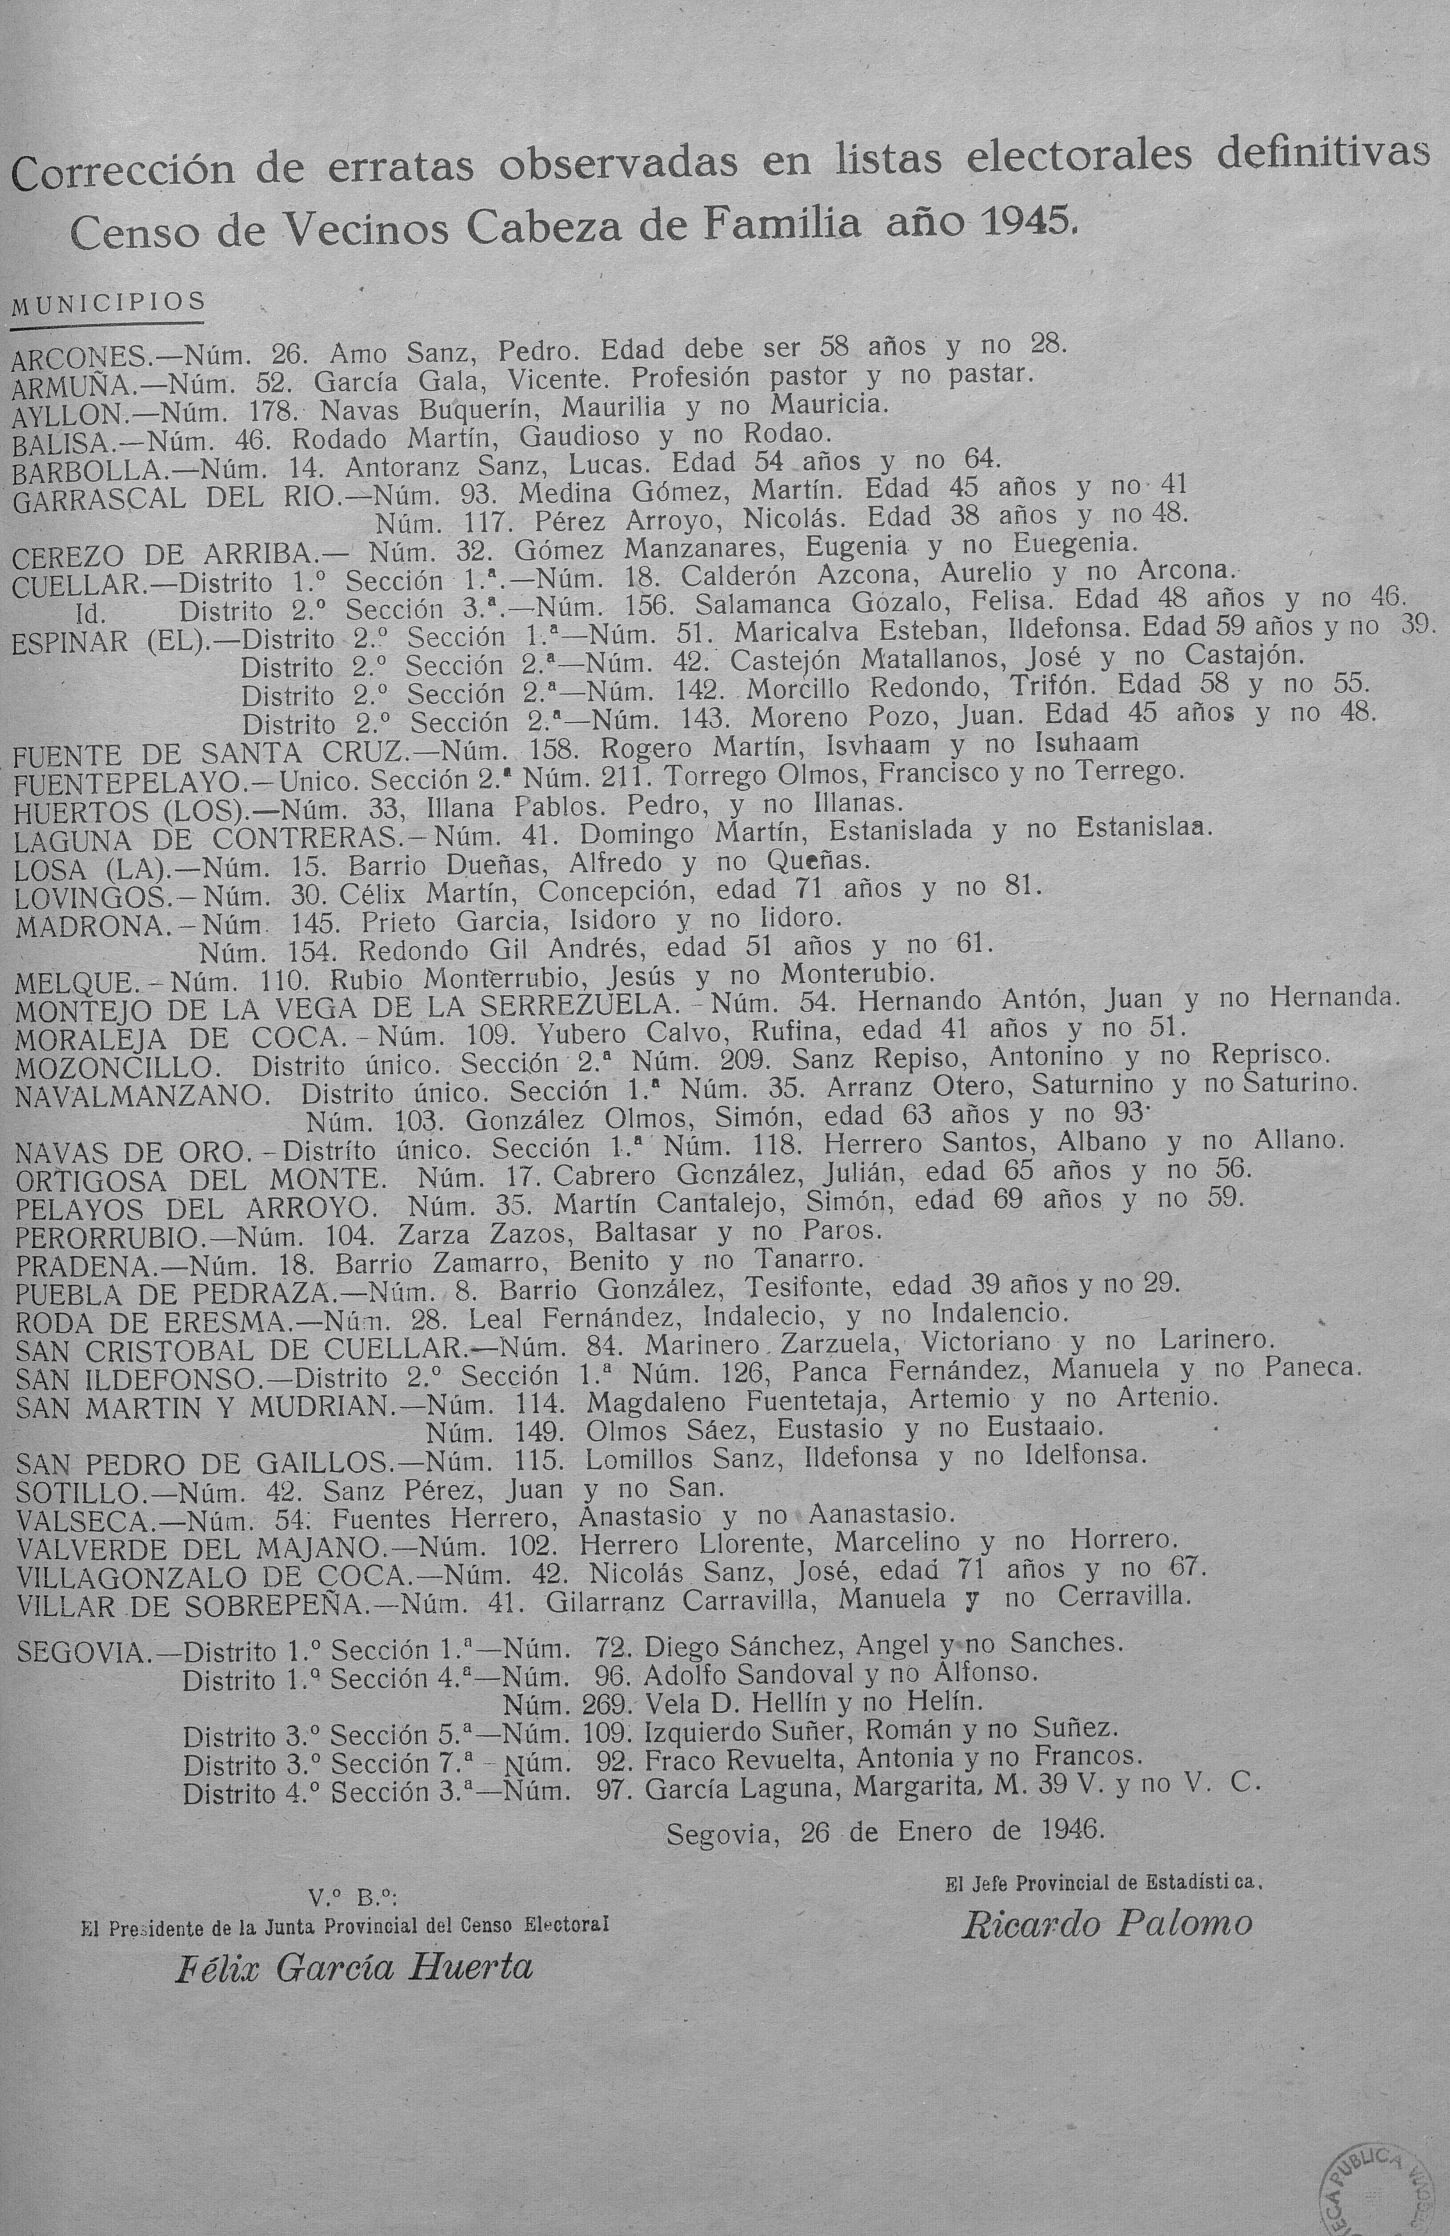 Corrección de erratas observadas en listas electorales definitivas
Censo de Vecinos Cabeza de Familia año 1945.
MUNICIPIOS
ARCONES.—Núm. 26. Amo Sanz, Pedro. Edad debe ser 58 años y no 28.
ARMUÑA.—Núm. 52. García Gala, Vicente. Profesión pastor y no pastar.
AYLLON.—Núm. 178. Navas Buquerín, Maurilia y no Mauricia.
BALISA.—Núm. 46. Rodado Martín, Gaudioso y no Rodao.
BARBOLLA.—Núm. 14. Antoranz Sanz, Lucas. Edad 54 años y no 64.
GARRASCAL DEL RIO.—Núm. 93. Medina Gómez, Martín. Edad 45 años y no 41
Núm. 117. Pérez Arroyo, Nicolás. Edad 38 años y no 48.
CEREZO DE ARRIBA.— Núm. 32. Gómez Manzanares, Eugenia y no Euegenia.
CUELLAR.—Distrito 1.º Sección 1.ª.—Núm. 18. Calderón Azcona, Aurelio y no Arcona.
Id. Distrito 2.º Sección 3.ª.—Núm. 156. Salamanca Gozalo, Felisa. Edad 48 años y no 46.
ESPINAR (EL).—Distrito 2.º Sección 1.ª—Núm. 51. Maricalva Esteban, Ildefonsa. Edad 59 años y no 39.
Distrito 2.º Sección 2.ª—Núm. 42. Castejón Matallanos, José y no Castajón.
Distrito 2.º Sección 2.ª—Núm. 142. Morcillo Redondo, Trifón. Edad 58 y no 55.
Distrito 2.º Sección 2.ª—Núm. 143. Moreno Pozo, Juan. Edad 45 años y no 48.
FUENTE DE SANTA CRUZ.—Núm. 158. Rogero Martín, Isvhaam y no Isuhaam
FUENTEPELAYO.—Unico. Sección 2.ª Núm. 211. Torrego Olmos, Francisco y no Terrego.
HUERTOS (LOS).—Núm. 33, Illana Pablos. Pedro, y no Illanas.
LAGUNA DE CONTRERAS.—Núm. 41. Domingo Martín, Estanislada y no Estanislaa.
LOSA (LA).—Núm. 15. Barrio Dueñas, Alfredo y no Queñas.
LOVINGOS.—Núm. 30. Célix Martín, Concepción, edad 71 años y no 81.
MADRONA.—Núm. 145. Prieto Garcia, Isidoro y no Iidoro.
Núm. 154. Redondo Gil Andrés, edad 51 años y no 61.
MELQUE.—Núm. 110. Rubio Monterrubio, Jesús y no Monterubio.
MONTEJO DE LA VEGA DE LA SERREZUELA.—Núm. 54. Hernando Antón, Juan y no Hernanda.
MORALEJA DE COCA.—Núm. 109. Yubero Calvo, Rufina, edad 41 años y no 51.
MOZONCILLO. Distrito único. Sección 2.ª Núm. 209. Sanz Repiso, Antonino y no Reprisco.
NAVALMANZANO. Distrito único. Sección 1.ª Núm. 35. Arranz Otero, Saturnino y no Saturino.
Núm. 103. González Olmos, Simón, edad 63 años y no 93·
NAVAS DE ORO.—Distrito único. Sección 1.ª Núm. 118. Herrero Santos, Albano y no Allano.
ORTIGOSA DEL MONTE. Núm. 17. Cabrero González, Julián, edad 65 años y no 56.
PELAYOS DEL ARROYO. Núm. 35. Martín Cantalejo, Simón, edad 69 años y no 59.
PERORRUBIO.—Núm. 104. Zarza Zazos, Baltasar y no Paros.
PRADENA.—Núm. 18. Barrio Zamarro, Benito y no Tanarro.
PUEBLA DE PEDRAZA.—Núm. 8. Barrio González, Tesifonte, edad 39 años y no 29.
RODA DE ERESMA.—Núm. 28. Leal Fernández, Indalecio, y no Indalencio.
SAN CRISTOBAL DE CUELLAR.—Núm. 84. Marinero Zarzuela, Victoriano y no Larinero.
SAN ILDEFONSO.—Distrito 2.º Sección 1.ª Núm. 126, Panca Fernández, Manuela y no Paneca.
SAN MARTIN Y MUDRIAN.—Núm. 114. Magdaleno Fuentetaja, Artemio y no Artenio.
Núm. 149. Olmos Sáez, Eustasio y no Eustaaio.
SAN PEDRO DE GAILLOS.—Núm. 115. Lomillos Sanz, Ildefonsa y no Idelfonsa.
SOTILLO.—Núm. 42. Sanz Pérez, Juan y no San.
VALSECA.—Núm. 54. Fuentes Herrero, Anastasio y no Aanastasio.
VALVERDE DEL MAJANO.—Núm. 102. Herrero Llorente, Marcelino y no Horrero.
VILLAGONZALO DE COCA.—Núm. 42. Nicolás Sanz, José, edad 71 años y no 67.
VILLAR DE SOBREPEÑA.—Núm. 41. Gilarranz Carravilla, Manuela y no Cerravilla.
SEGOVIA.—Distrito 1.º Sección 1.ª—Núm. 72. Diego Sánchez, Angel y no Sanches.
Distrito 1.º Sección 4.ª—Núm. 96. Adolfo Sandoval y no Alfonso.
Núm. 269. Vela D. Hellín y no Helín.
Distrito 3.º Sección 5.ª—Núm. 109. Izquierdo Suñer, Román y no Suñez.
Distrito 3.º Sección 7.ª—Núm. 92. Fraco Revuelta, Antonia y no Francos.
Distrito 4.º Sección 3.ª—Núm. 97. García Laguna, Margarita, M. 39 V. y no V. C.
Segovia, 26 de Enero de 1946.
El Jefe Provincial de Estadística.
Ricardo Palomo
V.º B.º:
El Presidente de la Junta Provincial del Censo Electoral
Félix García Huerta
PUBLICA